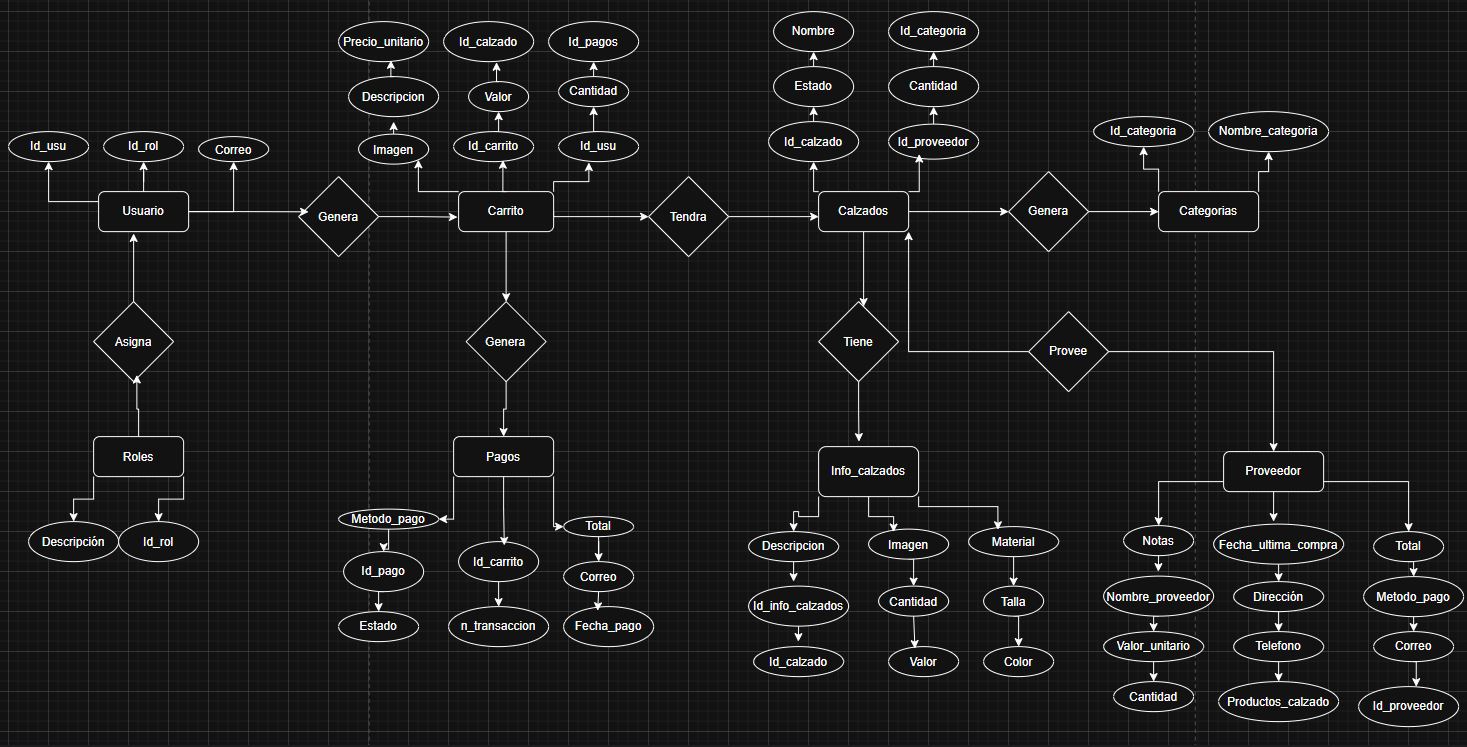 Nombre
Id_categoria
Precio_unitario
Id_calzado
Id_pagos
Estado
Cantidad
Descripcion
Valor
Cantidad
Id_usu
Id_rol
Correo
Imagen
Id_carrito
Id_usu
Id_calzado
Id_proveedor
Id_categoria
Nombre_categoria
Usuario
Genera
Carrito
Tendra
Calzados
Genera
Categorias
Asigna
Genera
Tiene
Provee
Roles
Pagos
Info_calzados
Proveedor
Descripción
Id_rol
Metodo_pago
Id_carrito
Total
Descripcion
Imagen
Material
Notas
Fecha_ultima_compra
Total
Id_pago
Correo
Id_info_calzados
Cantidad
Talla
Nombre_proveedor
Dirección
Metodo_pago
Estado
n_transaccion
Fecha_pago
Id_calzado
Valor
Color
Valor_unitario
Telefono
Correo
Cantidad
Productos_calzado
Id_proveedor